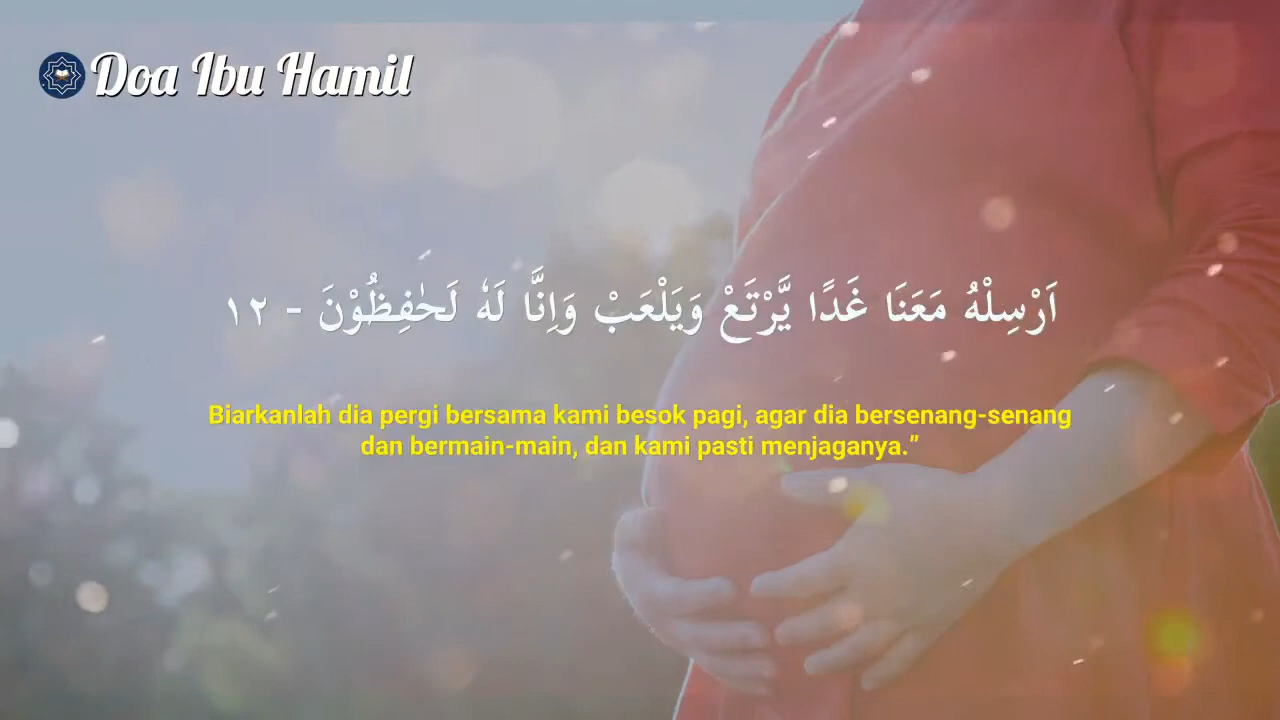 Doa Ibu Hamil
اَرْسِلْهُ مَعَنَا غَدًا يَّرْتَعْ وَيَلْعَبْ وَاِنَّا لَهٗ لَحٰفِظُوْنَ - ١٢
Biarkanlah dia pergi bersama kami besok pagi, agar dia bersenang-senang
dan bermain-main, dan kami pasti menjaganya.”